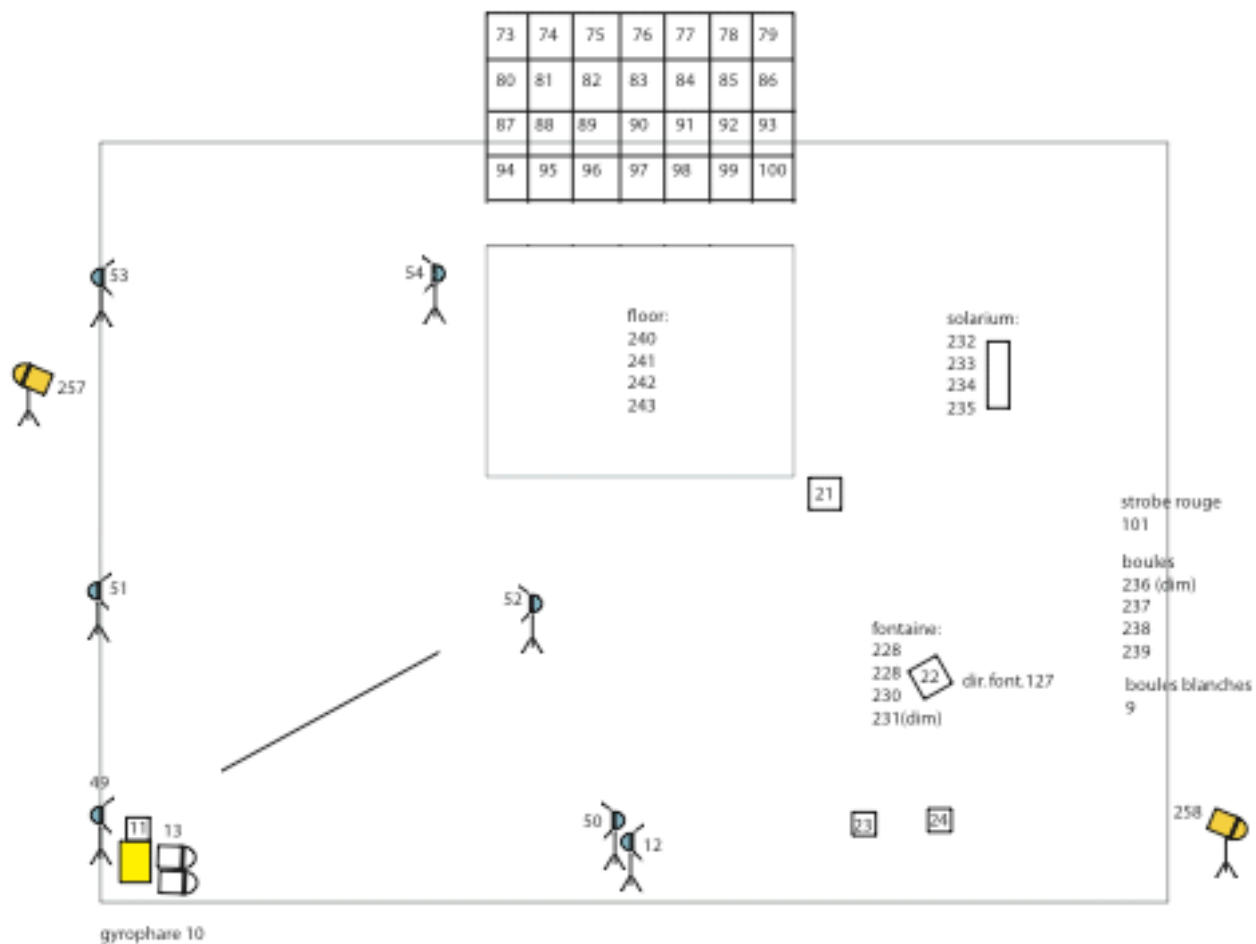 73 74 75 76 77 78 79
80 81 82 83 84 85 86
87 88 89 90 91 92 93
94 95 96 97 98 99 100
53
54
257
floor:
240
241
242
243
solarium:
232
233
234
235
21
strobe rouge
101
51
52
boules
236 (dim)
237
238
239
fontaine:
228
228
230
231(dim)
22
dir. font. 127
boules blanches
9
49
11
13
50
12
23
24
258
gyrophare 10